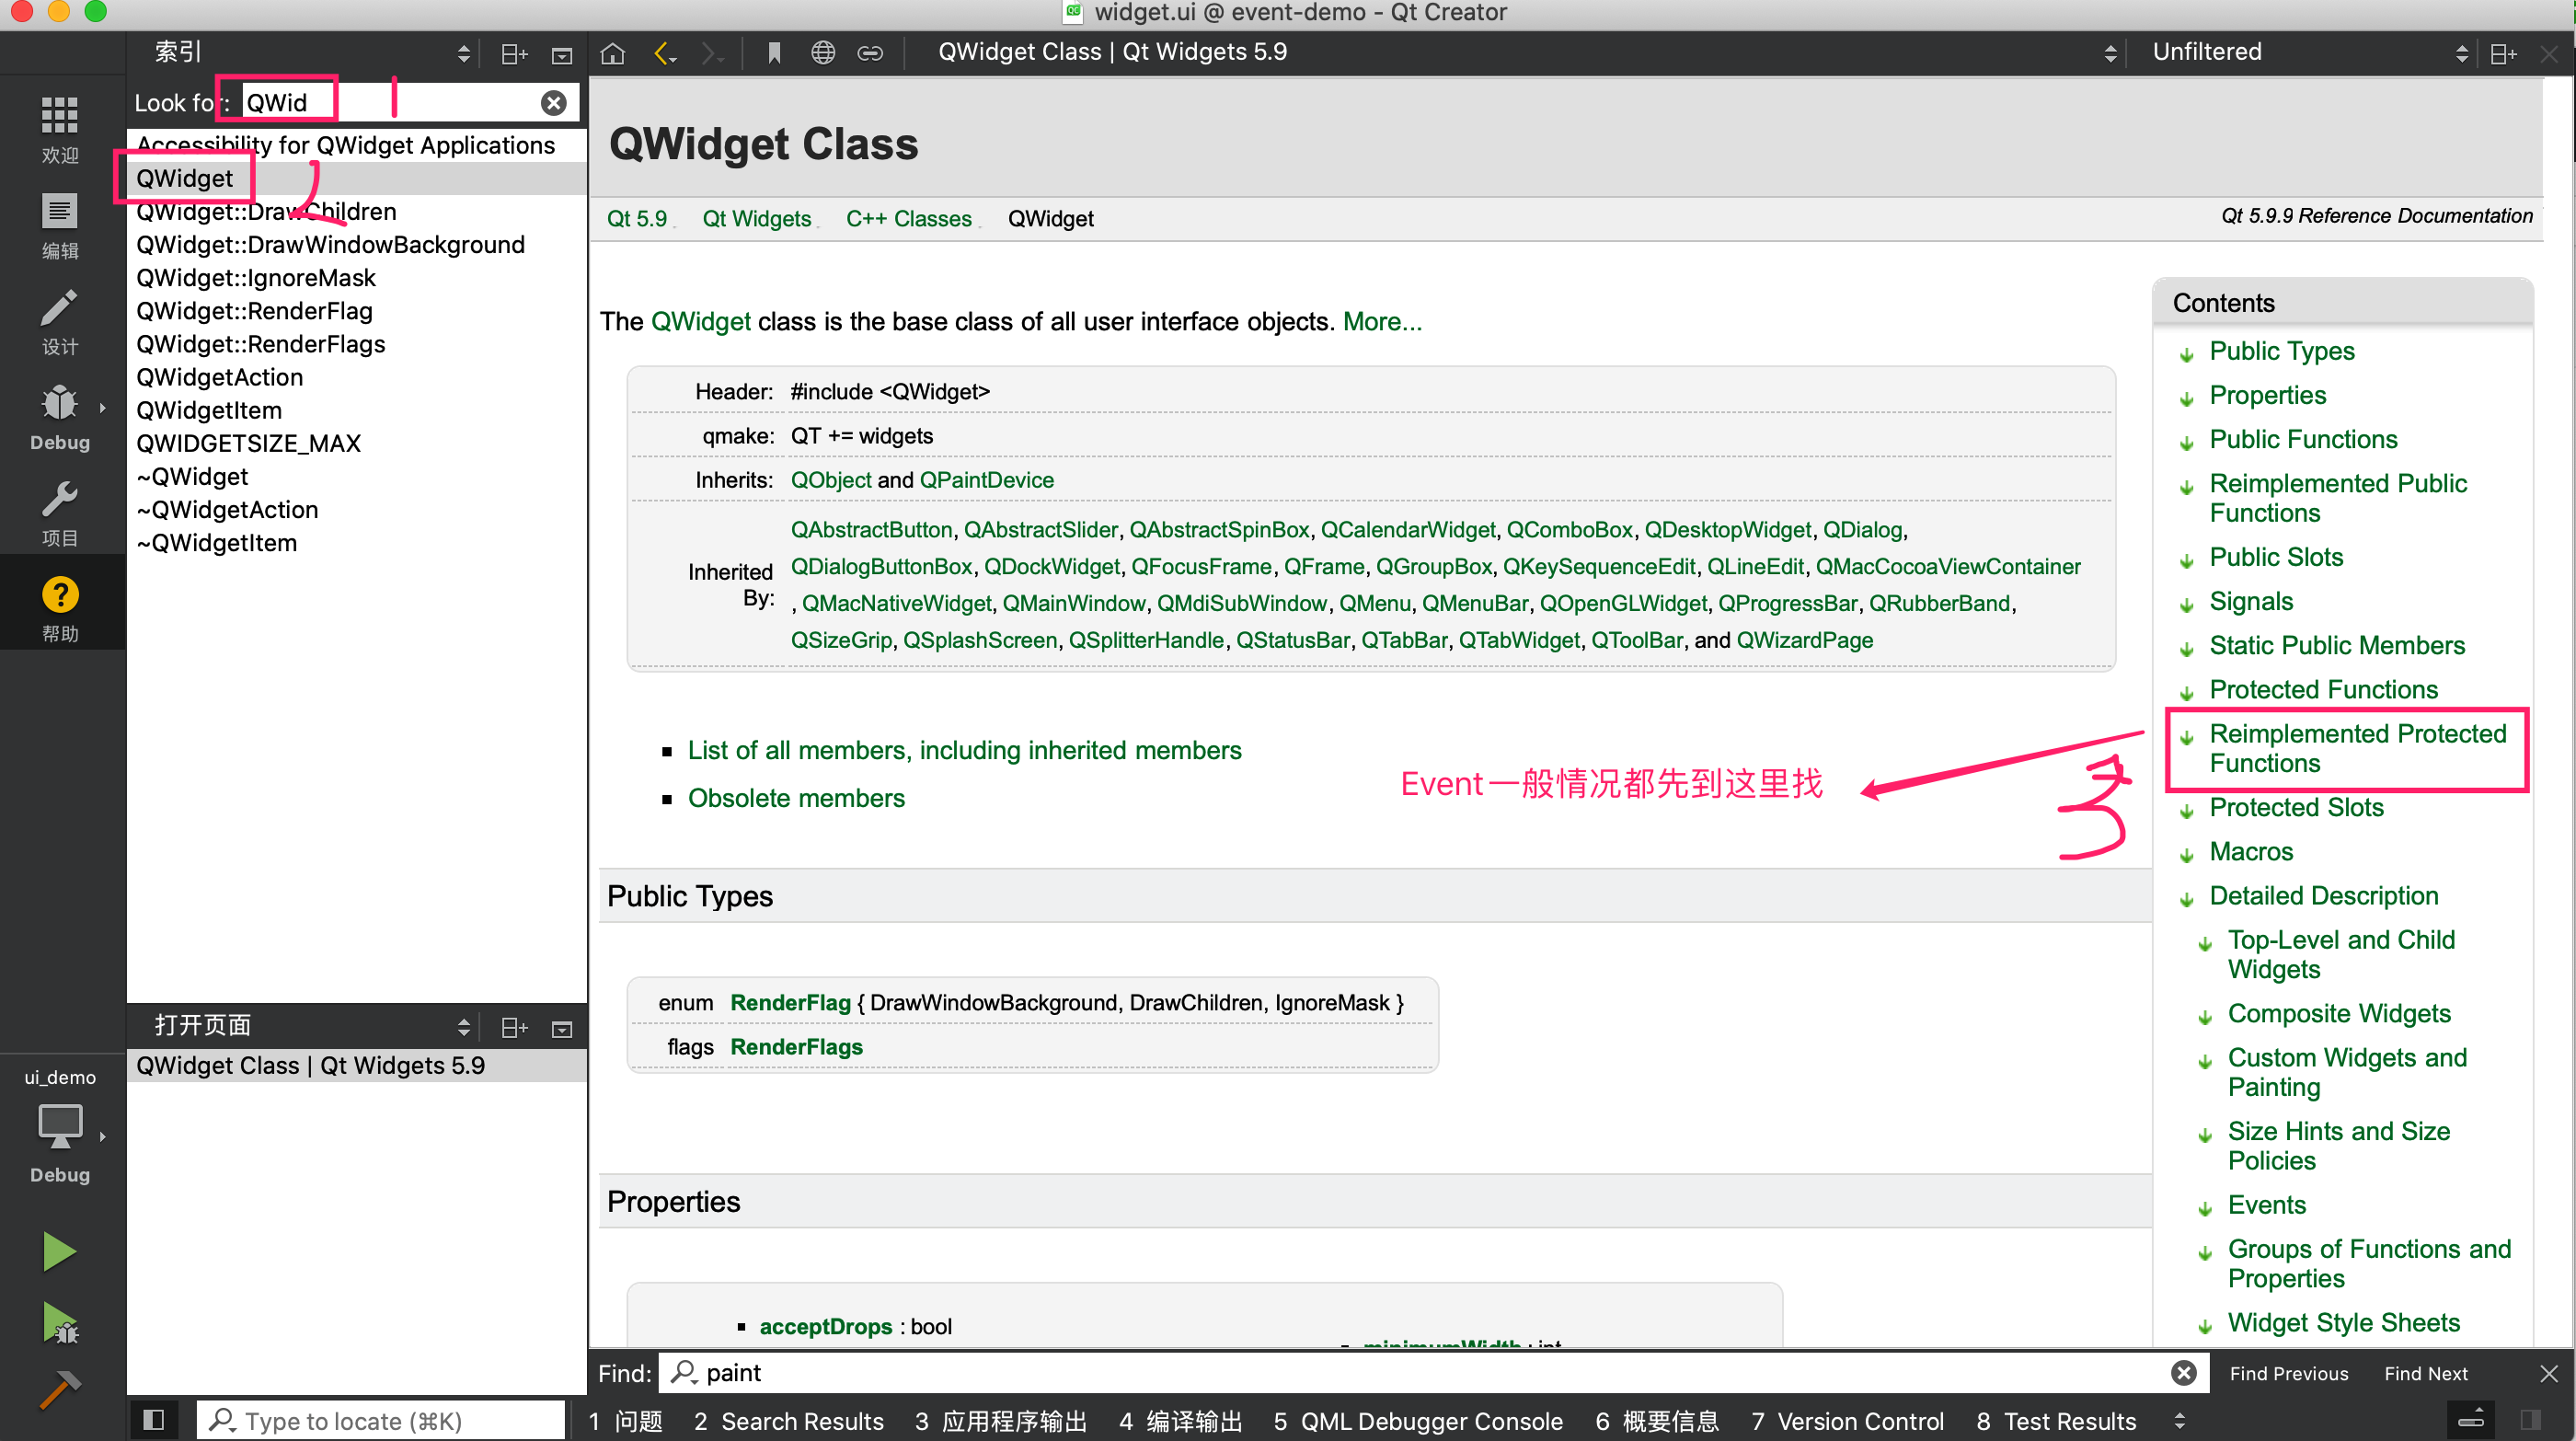 widget.ui @ event-demo - Qt Creator
索引
QWidget Class | Qt Widgets 5.9
Unfiltered
Look for: QWid
1
Accessibility for QWidget Applications
QWidget
2
QWidget::DrawChildren
QWidget::DrawWindowBackground
QWidget::IgnoreMask
QWidget::RenderFlag
QWidget::RenderFlags
QWidgetAction
QWidgetItem
QWIDGETSIZE_MAX
~QWidget
~QWidgetAction
~QWidgetItem
欢迎
编辑
设计
Debug
项目
帮助
打开页面
QWidget Class | Qt Widgets 5.9
ui_demo
Debug
QWidget Class
Qt 5.9
Qt Widgets
C++ Classes
QWidget
Qt 5.9.9 Reference Documentation
The QWidget class is the base class of all user interface objects. More...
Header: #include <QWidget>
qmake: QT += widgets
Inherits: QObject and QPaintDevice
Inherited By:
QAbstractButton, QAbstractSlider, QAbstractSpinBox, QCalendarWidget, QComboBox, QDesktopWidget, QDialog,
QDialogButtonBox, QDockWidget, QFocusFrame, QFrame, QGroupBox, QKeySequenceEdit, QLineEdit, QMacCocoaViewContainer
, QMacNativeWidget, QMainWindow, QMdiSubWindow, QMenu, QMenuBar, QOpenGLWidget, QProgressBar, QRubberBand,
QSizeGrip, QSplashScreen, QSplitterHandle, QStatusBar, QTabBar, QTabWidget, QToolBar, and QWizardPage
List of all members, including inherited members
Obsolete members
Event一般情况都先到这里找
3
Public Types
enum RenderFlag { DrawWindowBackground, DrawChildren, IgnoreMask }
flags RenderFlags
Properties
acceptDrops : bool
minimumWidth : int
Contents
Public Types
Properties
Public Functions
Reimplemented Public
Functions
Public Slots
Signals
Static Public Members
Protected Functions
Reimplemented Protected
Functions
Protected Slots
Macros
Detailed Description
Top-Level and Child
Widgets
Composite Widgets
Custom Widgets and
Painting
Size Hints and Size
Policies
Events
Groups of Functions and
Properties
Widget Style Sheets
Find: paint
Find Previous
Find Next
Type to locate (⌘K)
1 问题 2 Search Results 3 应用程序输出 4 编译输出 5 QML Debugger Console 6 概要信息 7 Version Control 8 Test Results